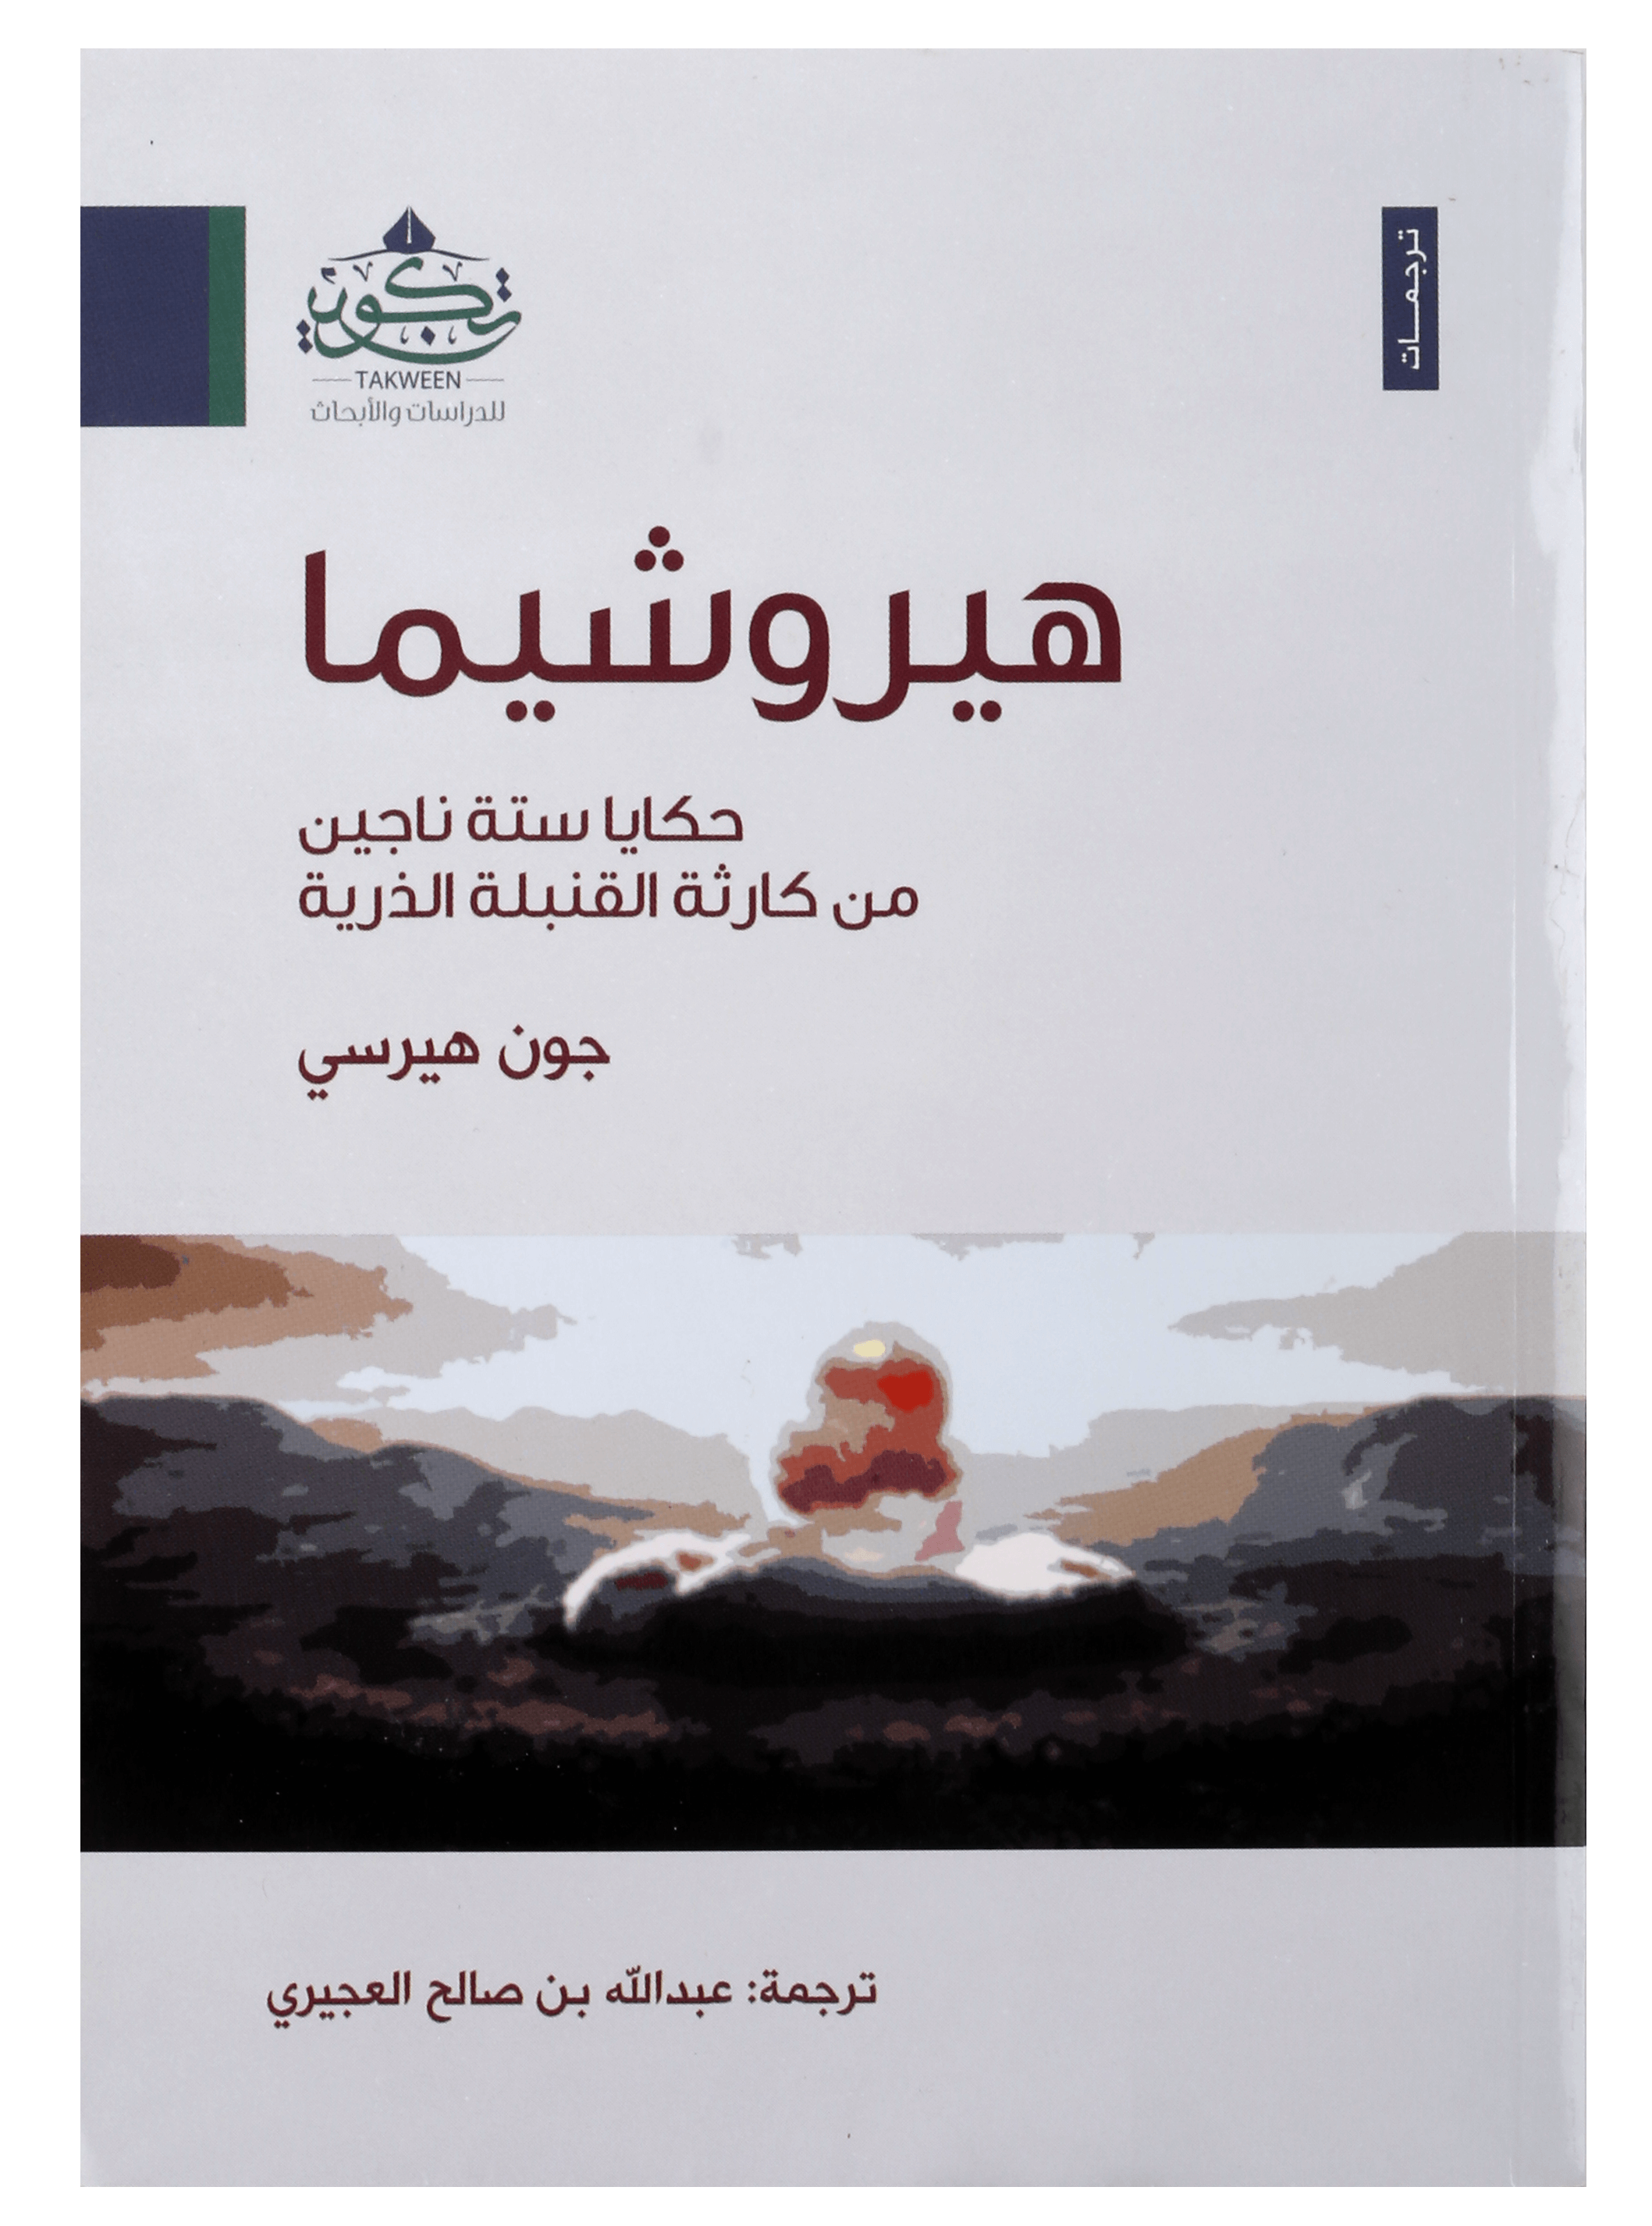 ترجمات
تكوين
TAKWEEN
للدراسات والأبحاث
هيروشيما
حكايا ستة ناجين
من كارثة القنبلة الذرية
جون هيرسي
ترجمة: عبدالله بن صالح العجيري